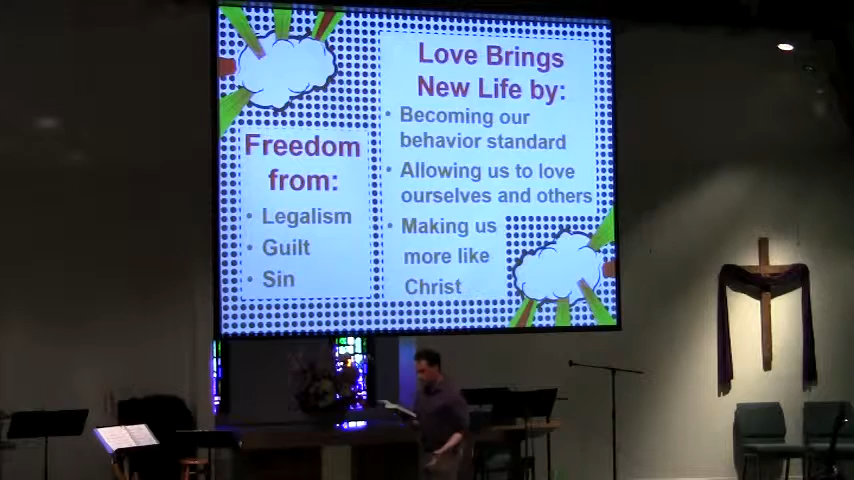 Freedom
from:
• Legalism
• Guilt
• Sin
Love Brings
New Life by:
• Becoming our
behavior standard
• Allowing us to love
ourselves and others
• Making us
more like
Christ